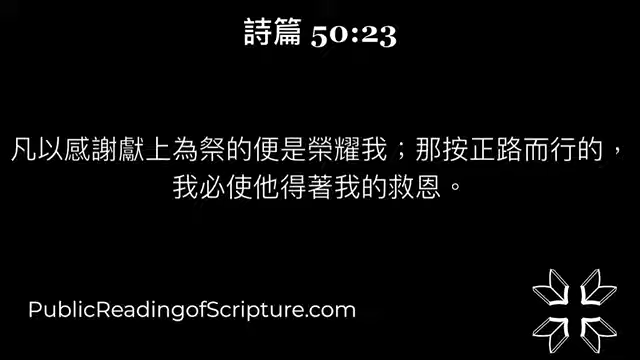 詩篇 50:23
凡以感謝獻上為祭的便是榮耀我；那按正路而行的，
我必使他得著我的救恩。
PublicReadingofScripture.com